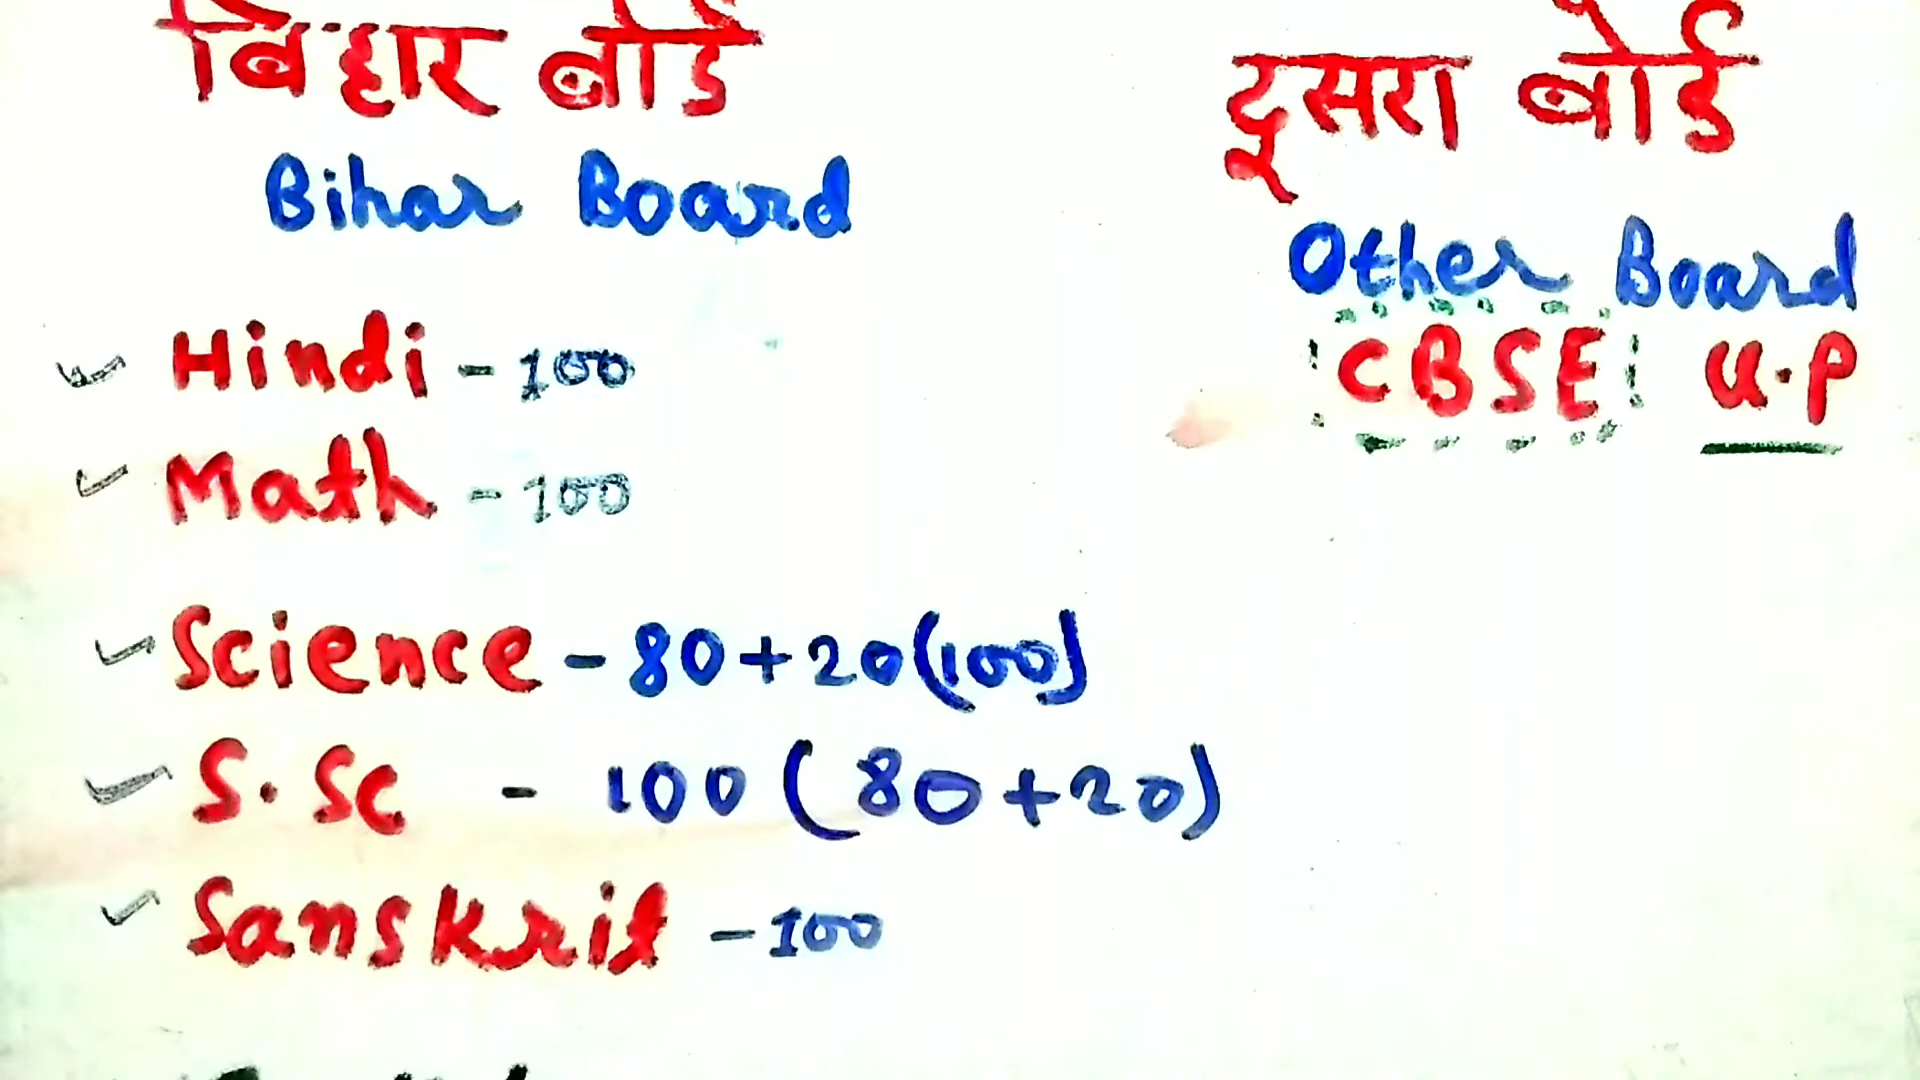 बिहार बोर्ड
Bihar Board
Hindi - 100
Math - 100
Science - 80+20(100)
S.Sc - 100 (80+20)
Sanskrit - 100
दूसरा बोर्ड
Other Board
CBSE U.P